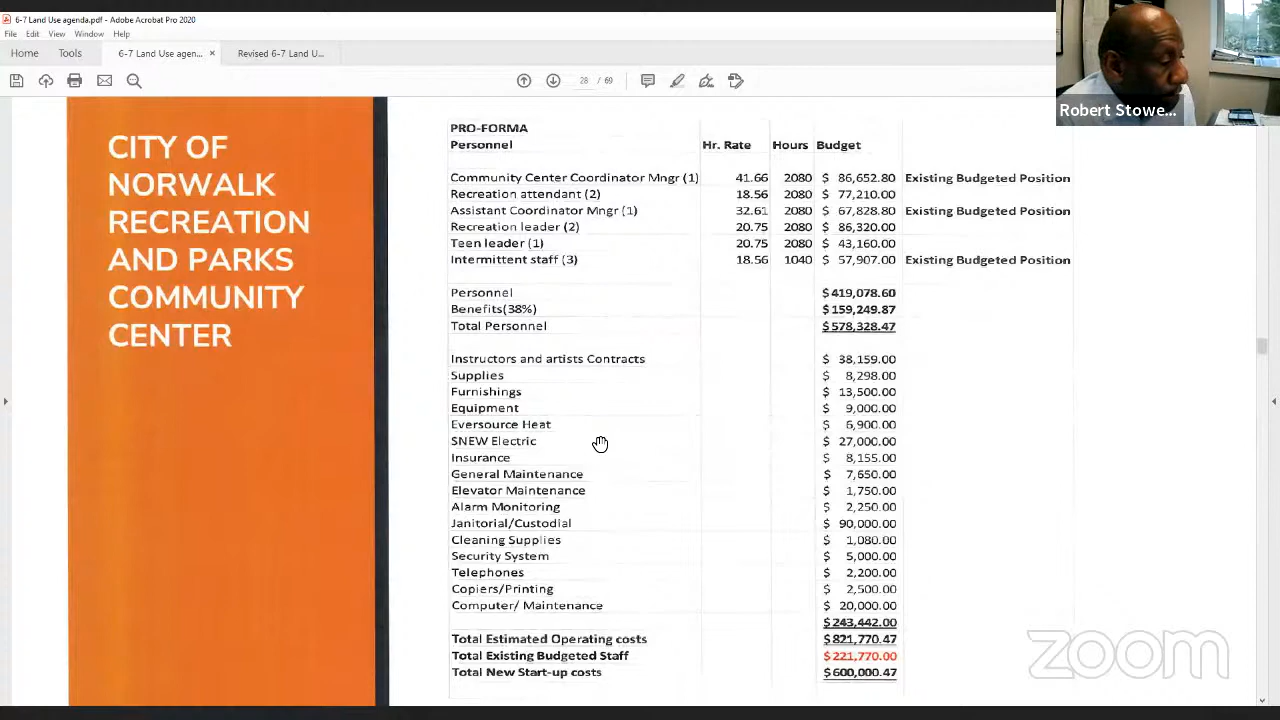 6-7 Land Use agenda.pdf - Adobe Acrobat Pro 2020
File Edit View Window Help
Home Tools 6-7 Land Use agen... × Revised 6-7 Land U...
28 / 69
Robert Stowe...
CITY OF
NORWALK
RECREATION
AND PARKS
COMMUNITY
CENTER
PRO-FORMA
Personnel Hr. Rate Hours Budget
Community Center Coordinator Mngr (1) 41.66 2080 $ 86,652.80 Existing Budgeted Position
Recreation attendant (2) 18.56 2080 $ 77,210.00
Assistant Coordinator Mngr (1) 32.61 2080 $ 67,828.80 Existing Budgeted Position
Recreation leader (2) 20.75 2080 $ 86,320.00
Teen leader (1) 20.75 2080 $ 43,160.00
Intermittent staff (3) 18.56 1040 $ 57,907.00 Existing Budgeted Position
Personnel $419,078.60
Benefits(38%) $159,249.87
Total Personnel $578,328.47
Instructors and artists Contracts $ 38,159.00
Supplies $ 8,298.00
Furnishings $ 13,500.00
Equipment $ 9,000.00
Eversource Heat $ 6,900.00
SNEW Electric $ 27,000.00
Insurance $ 8,155.00
General Maintenance $ 7,650.00
Elevator Maintenance $ 1,750.00
Alarm Monitoring $ 2,250.00
Janitorial/Custodial $ 90,000.00
Cleaning Supplies $ 1,080.00
Security System $ 5,000.00
Telephones $ 2,200.00
Copiers/Printing $ 2,500.00
Computer/ Maintenance $ 20,000.00
$243,442.00
Total Estimated Operating costs $821,770.47
Total Existing Budgeted Staff $221,770.00
Total New Start-up costs $600,000.47
zoom